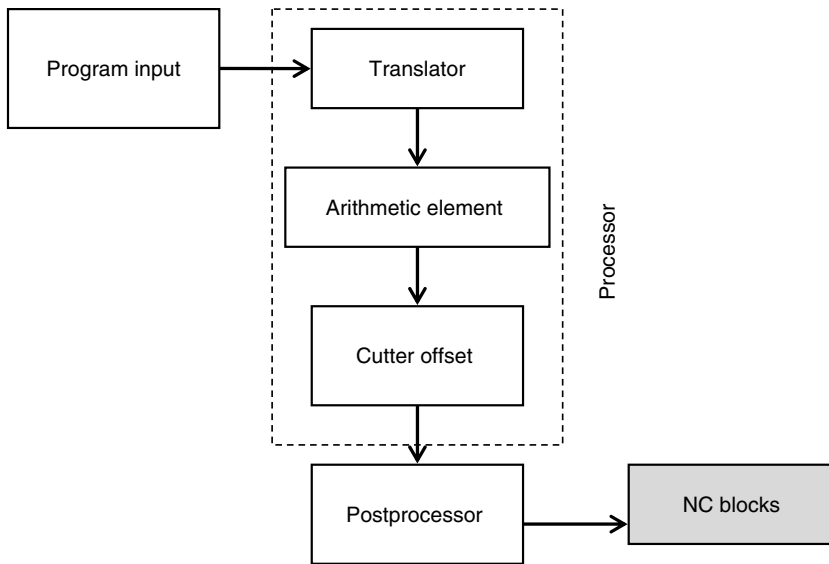 Program input
Translator
Arithmetic element
Processor
Cutter offset
Postprocessor
NC blocks